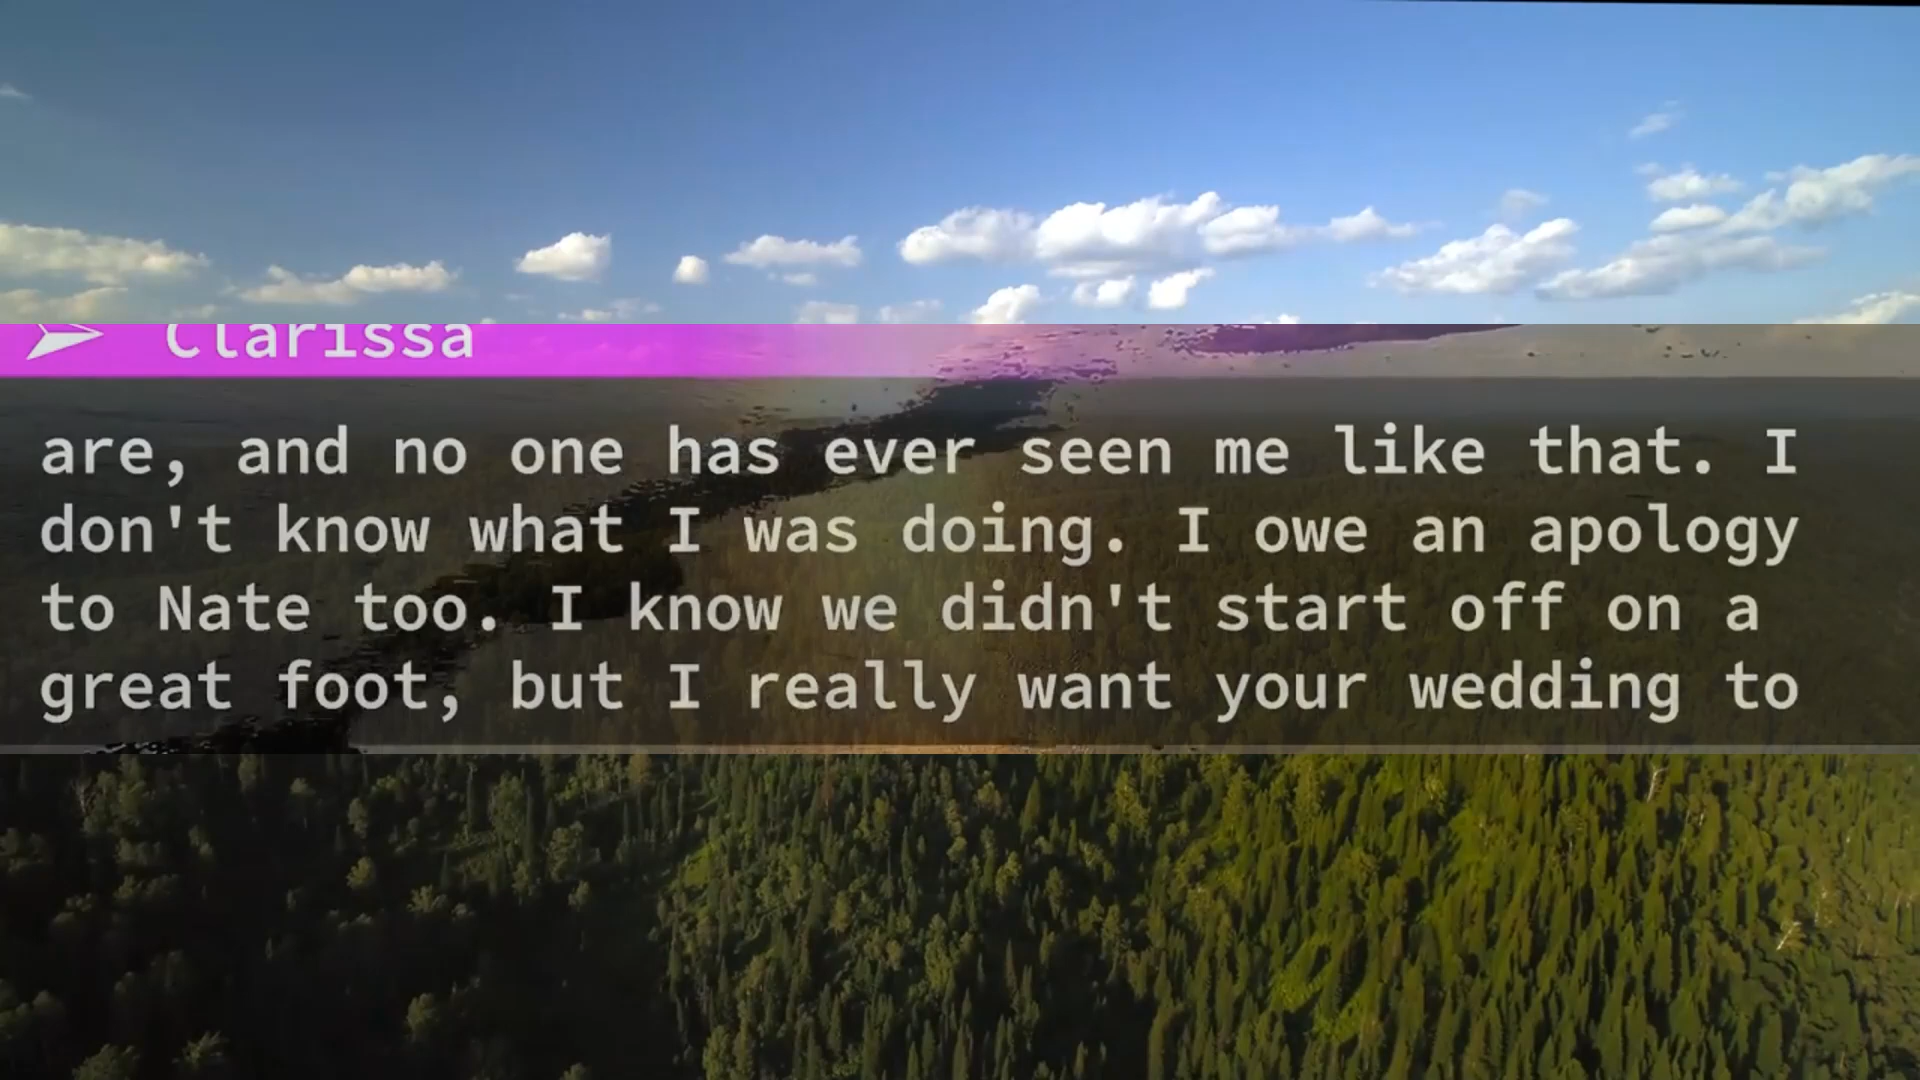 Clarissa
are, and no one has ever seen me like that. I
don't know what I was doing. I owe an apology
to Nate too. I know we didn't start off on a
great foot, but I really want your wedding to